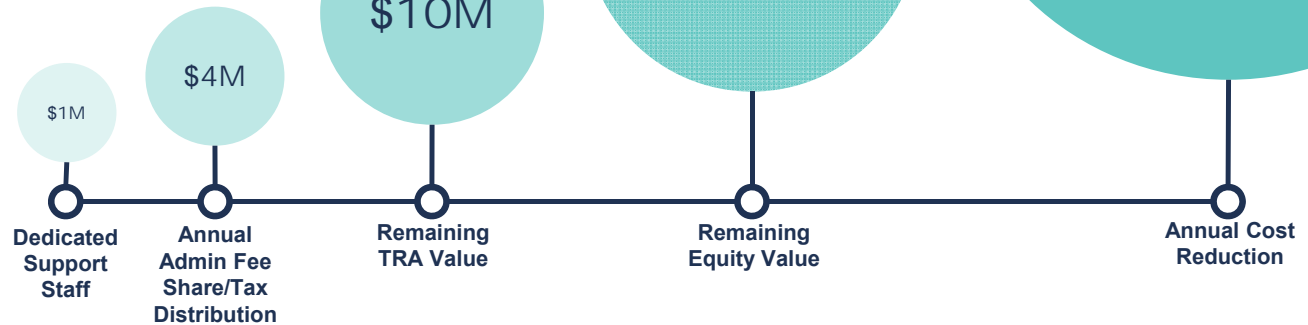 $10M
$4M
$1M
Dedicated
Support
Staff
Annual
Admin Fee
Share/Tax
Distribution
Remaining
TRA Value
Remaining
Equity Value
Annual Cost
Reduction